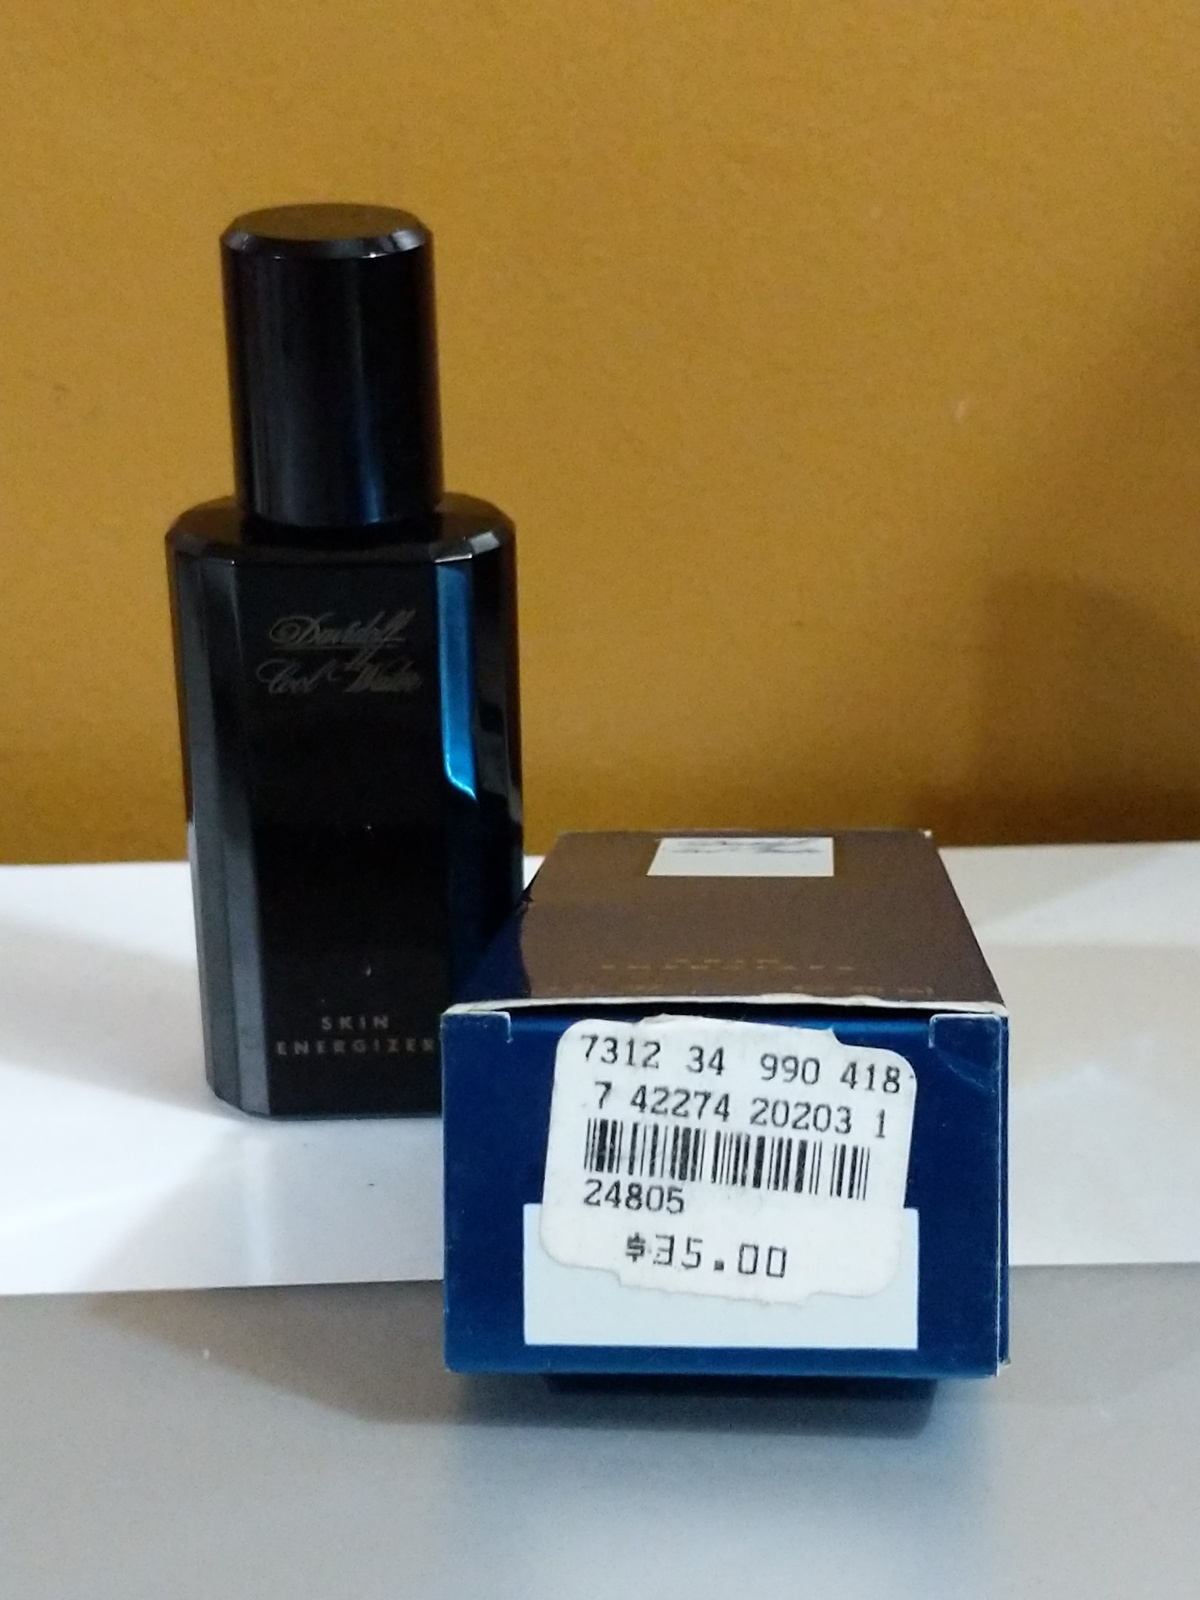 Davidoff
Cool Water
SKIN
ENERGIZER
7312 34 990 418
7 42274 20203 1
24805
$35.00